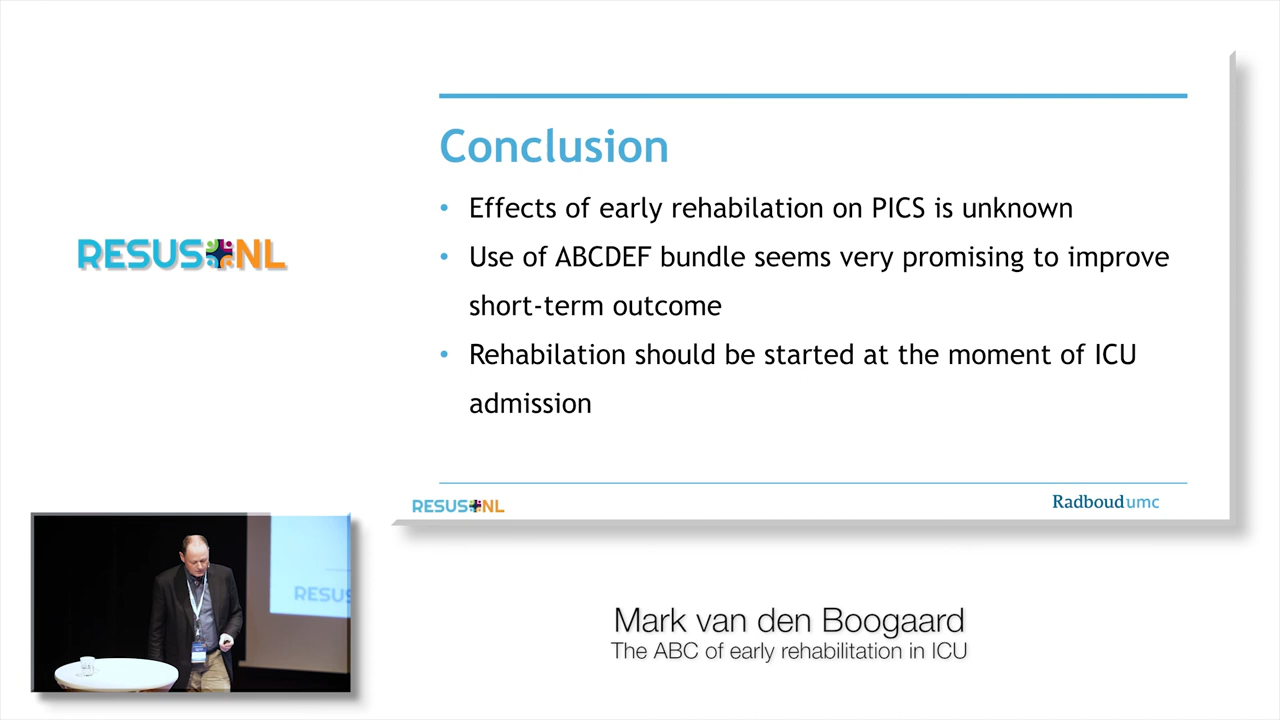 Conclusion
• Effects of early rehabilation on PICS is unknown
• Use of ABCDEF bundle seems very promising to improve
short-term outcome
• Rehabilation should be started at the moment of ICU
admission
RESUS NL
RESUS NL
Radboudumc
RESUS
Mark van den Boogaard
The ABC of early rehabilitation in ICU